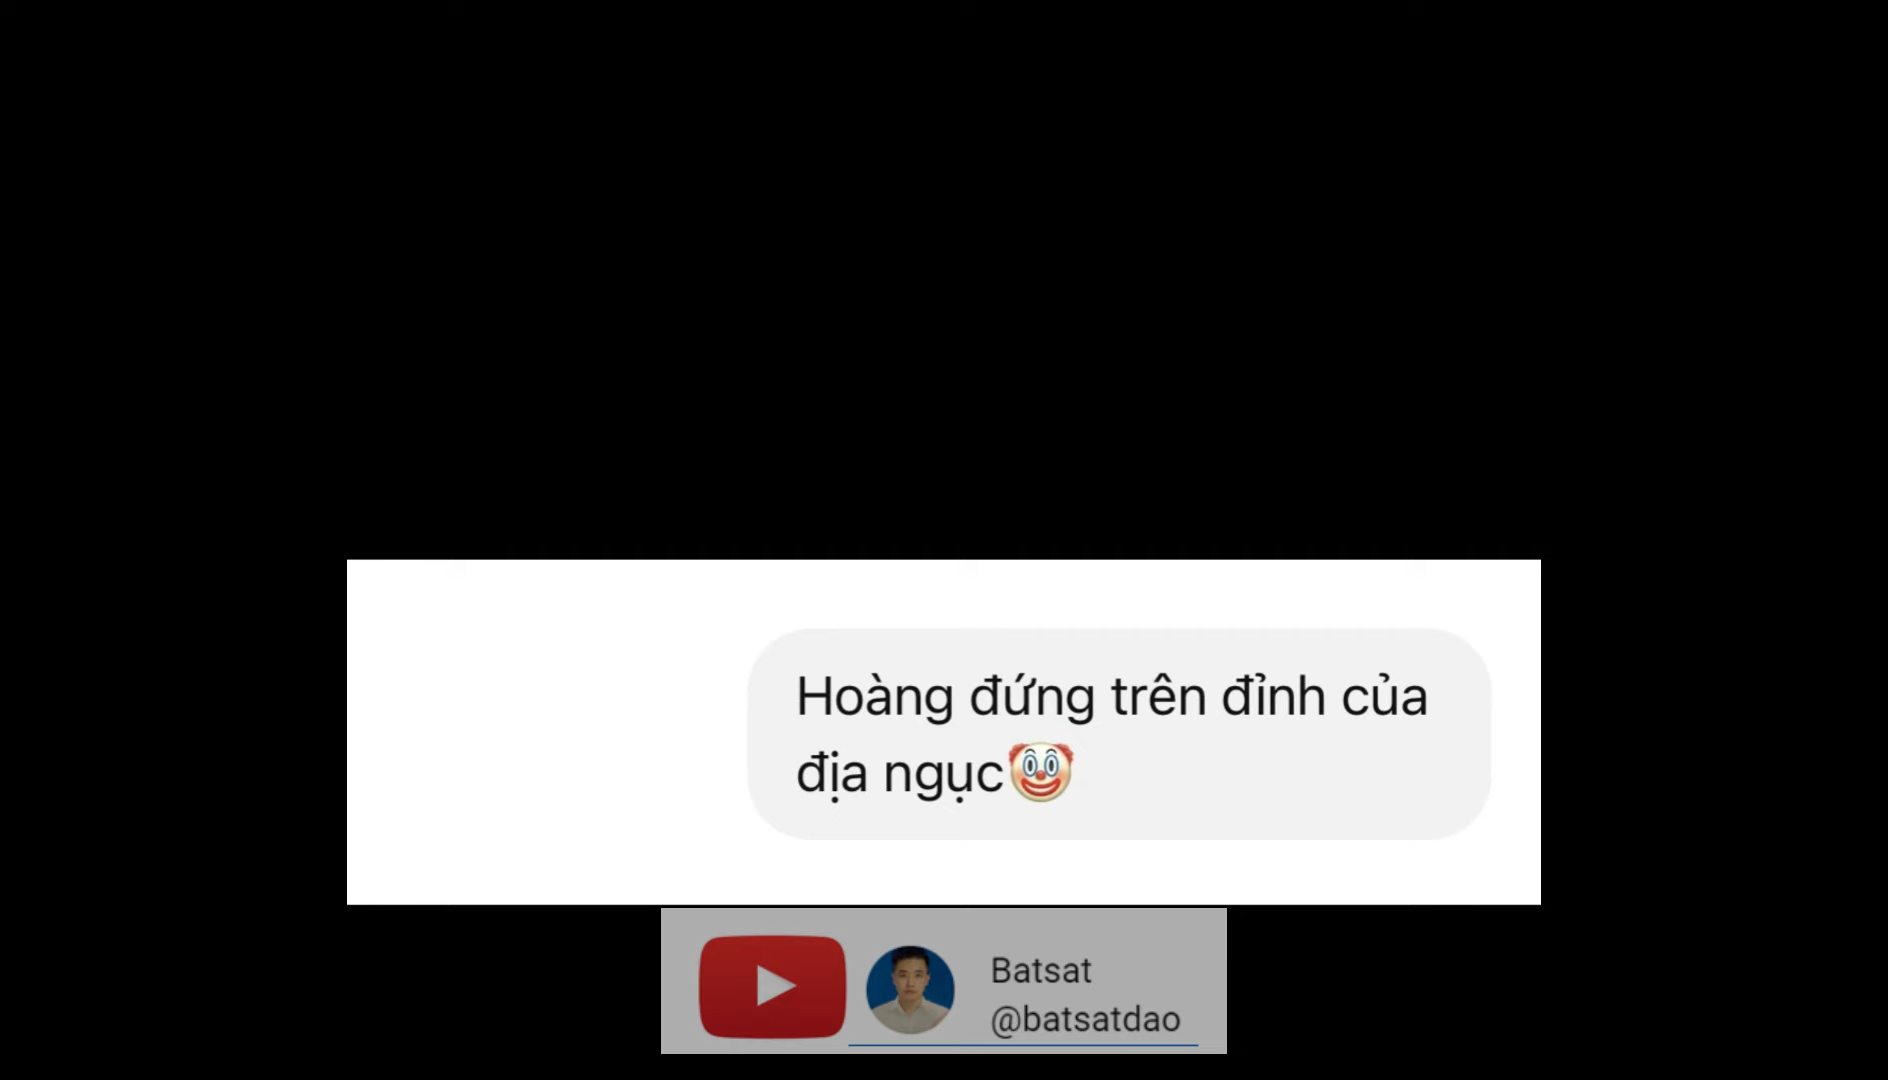 Hoàng đứng trên đỉnh của
địa ngục🤡
Batsat
@batsatdao